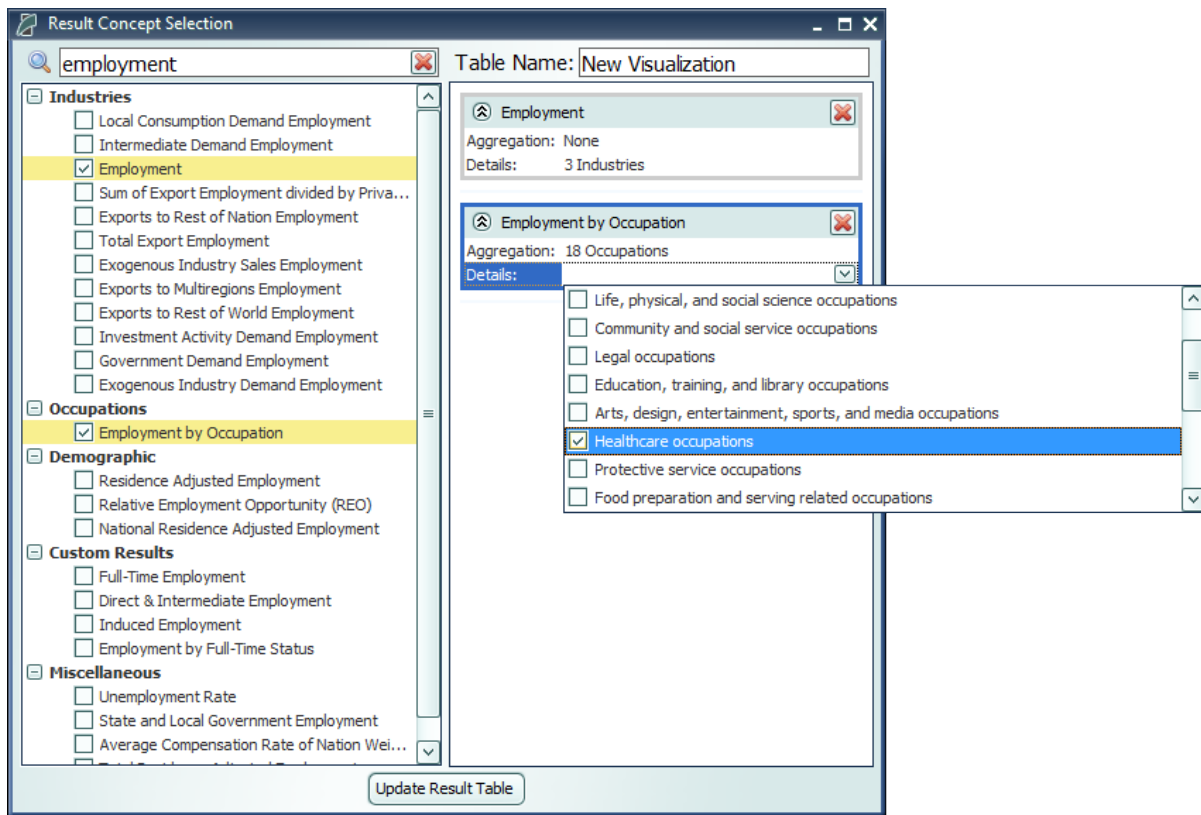 Result Concept Selection
employment
Table Name: New Visualization
Industries
Local Consumption Demand Employment
Intermediate Demand Employment
Employment
Sum of Export Employment divided by Priva...
Exports to Rest of Nation Employment
Total Export Employment
Exogenous Industry Sales Employment
Exports to Multiregions Employment
Exports to Rest of World Employment
Investment Activity Demand Employment
Government Demand Employment
Exogenous Industry Demand Employment
Occupations
Employment by Occupation
Demographic
Residence Adjusted Employment
Relative Employment Opportunity (REO)
National Residence Adjusted Employment
Custom Results
Full-Time Employment
Direct & Intermediate Employment
Induced Employment
Employment by Full-Time Status
Miscellaneous
Unemployment Rate
State and Local Government Employment
Average Compensation Rate of Nation Wei...
Employment
Aggregation: None
Details: 3 Industries
Employment by Occupation
Aggregation: 18 Occupations
Details:
Life, physical, and social science occupations
Community and social service occupations
Legal occupations
Education, training, and library occupations
Arts, design, entertainment, sports, and media occupations
Healthcare occupations
Protective service occupations
Food preparation and serving related occupations
Update Result Table